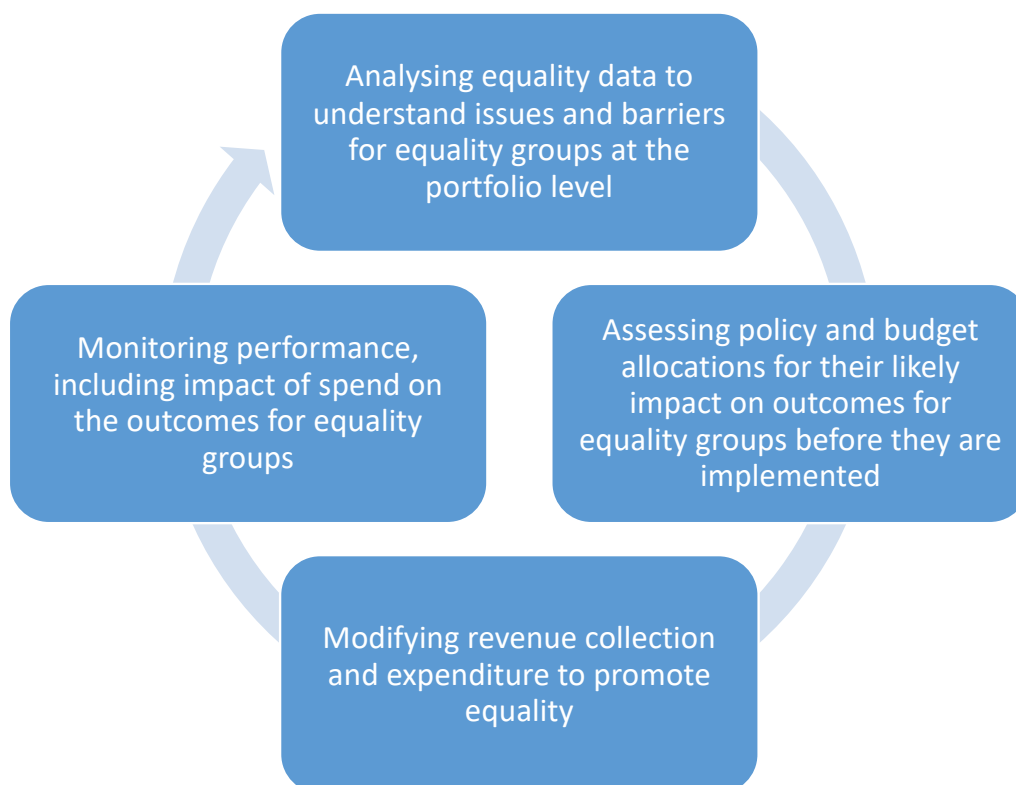 Analysing equality data to
understand issues and barriers
for equality groups at the
portfolio level
Assessing policy and budget
allocations for their likely
impact on outcomes for
equality groups before they are
implemented
Modifying revenue collection
and expenditure to promote
equality
Monitoring performance,
including impact of spend on
the outcomes for equality
groups